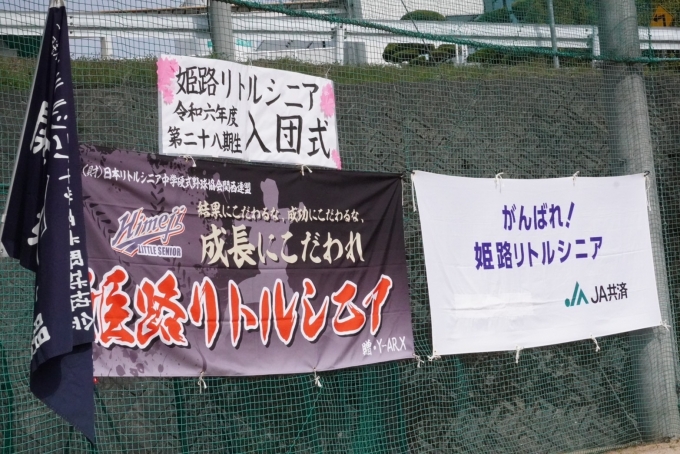 姫路リトルシニア
令和六年度
第二十八期生
入団式
(財)日本リトルシニア中学硬式野球協会関西連盟
Himeji
LITTLE SENIOR
結果にこだわるな、成功にこだわるな、
成長にこだわれ
姫路リトルシニア
贈・Y-AR.X
がんばれ!
姫路リトルシニア
JA共済